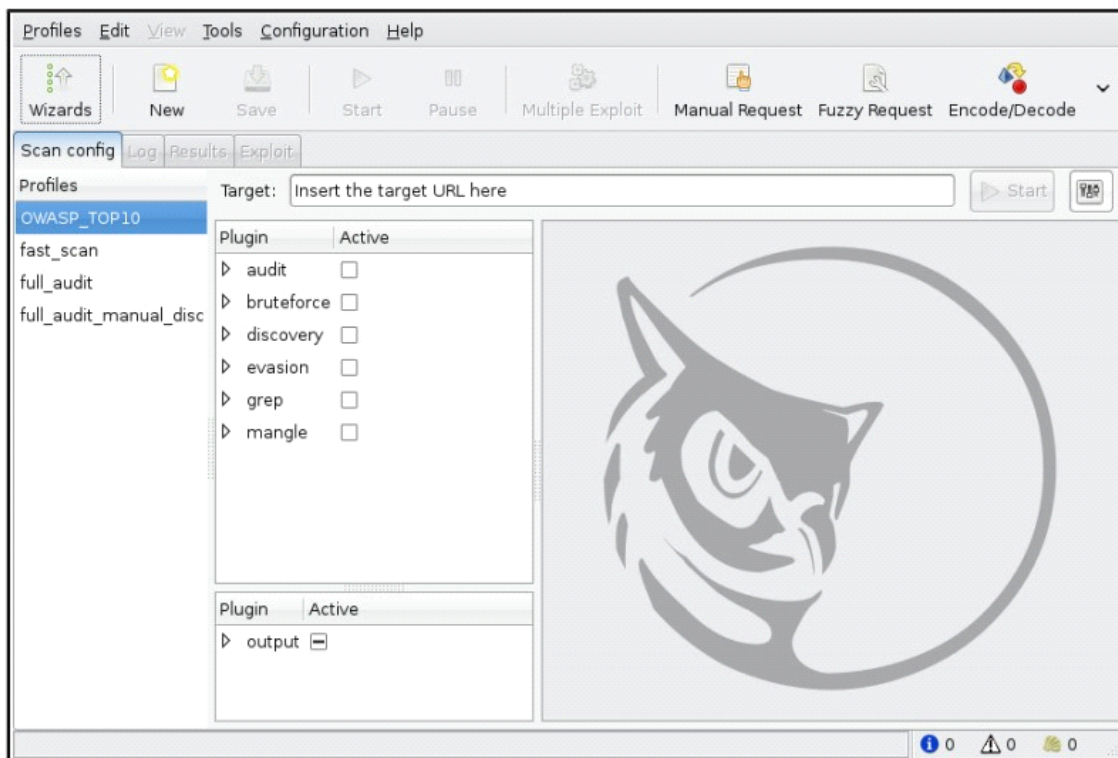 Profiles Edit View Tools Configuration Help
Wizards New Save Start Pause Multiple Exploit Manual Request Fuzzy Request Encode/Decode
Scan config Log Results Exploit
Profiles
OWASP_TOP10
fast_scan
full_audit
full_audit_manual_disc
Target: Insert the target URL here Start
Plugin Active
audit
bruteforce
discovery
evasion
grep
mangle
Plugin Active
output
0 0 0